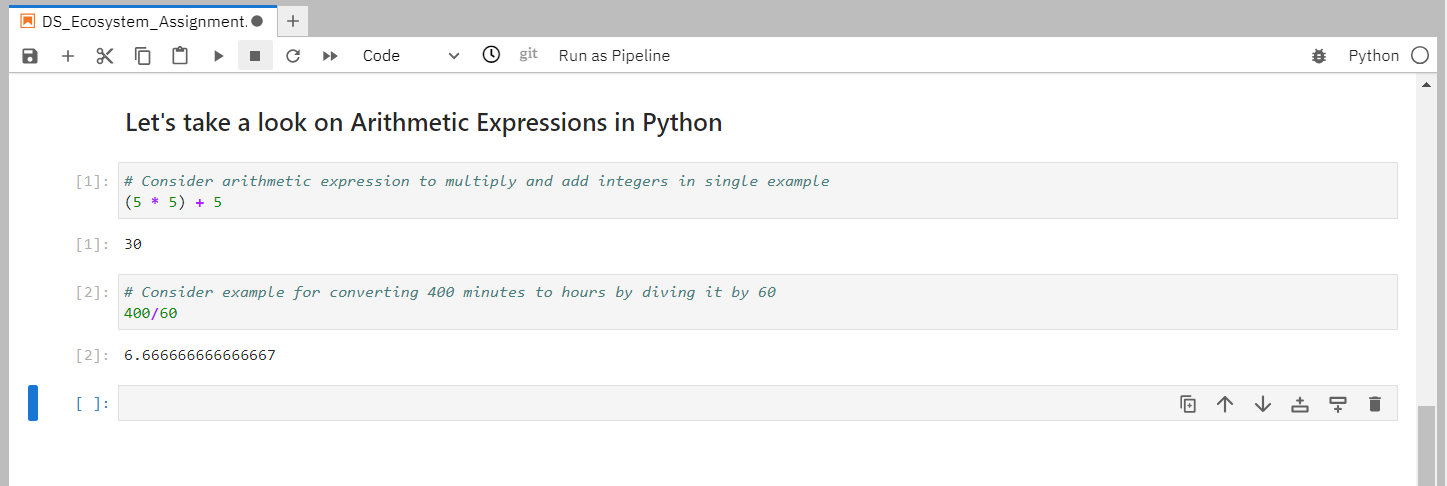 DS_Ecosystem_Assignment.
Code git Run as Pipeline Python
Let's take a look on Arithmetic Expressions in Python
[1]: # Consider arithmetic expression to multiply and add integers in single example
(5 * 5) + 5
[1]: 30
[2]: # Consider example for converting 400 minutes to hours by diving it by 60
400/60
[2]: 6.666666666666667
[ ]: